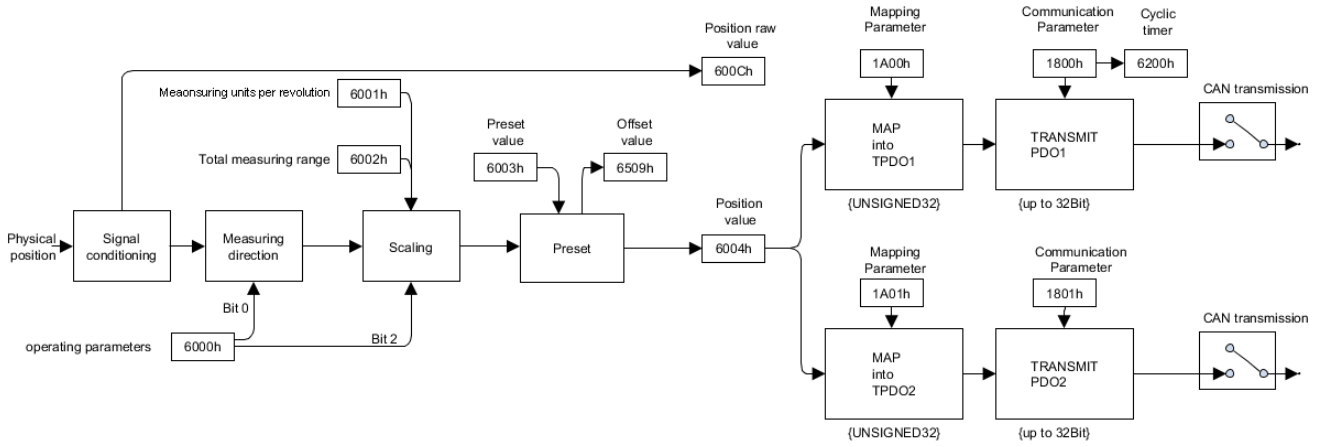 Position raw
value
600Ch
Meaonsuring units per revolution
6001h
Total measuring range
6002h
Preset
value
6003h
Offset
value
6509h
Physical
position
Signal
conditioning
Measuring
direction
Scaling
Preset
Position
value
6004h
Bit 0
operating parameters
6000h
Bit 2
Mapping
Parameter
1A00h
Communication
Parameter
1800h
Cyclic
timer
6200h
MAP
into
TPDO1
{UNSIGNED32}
TRANSMIT
PDO1
{up to 32Bit}
CAN transmission
Mapping
Parameter
1A01h
Communication
Parameter
1801h
MAP
into
TPDO2
{UNSIGNED32}
TRANSMIT
PDO2
{up to 32Bit}
CAN transmission